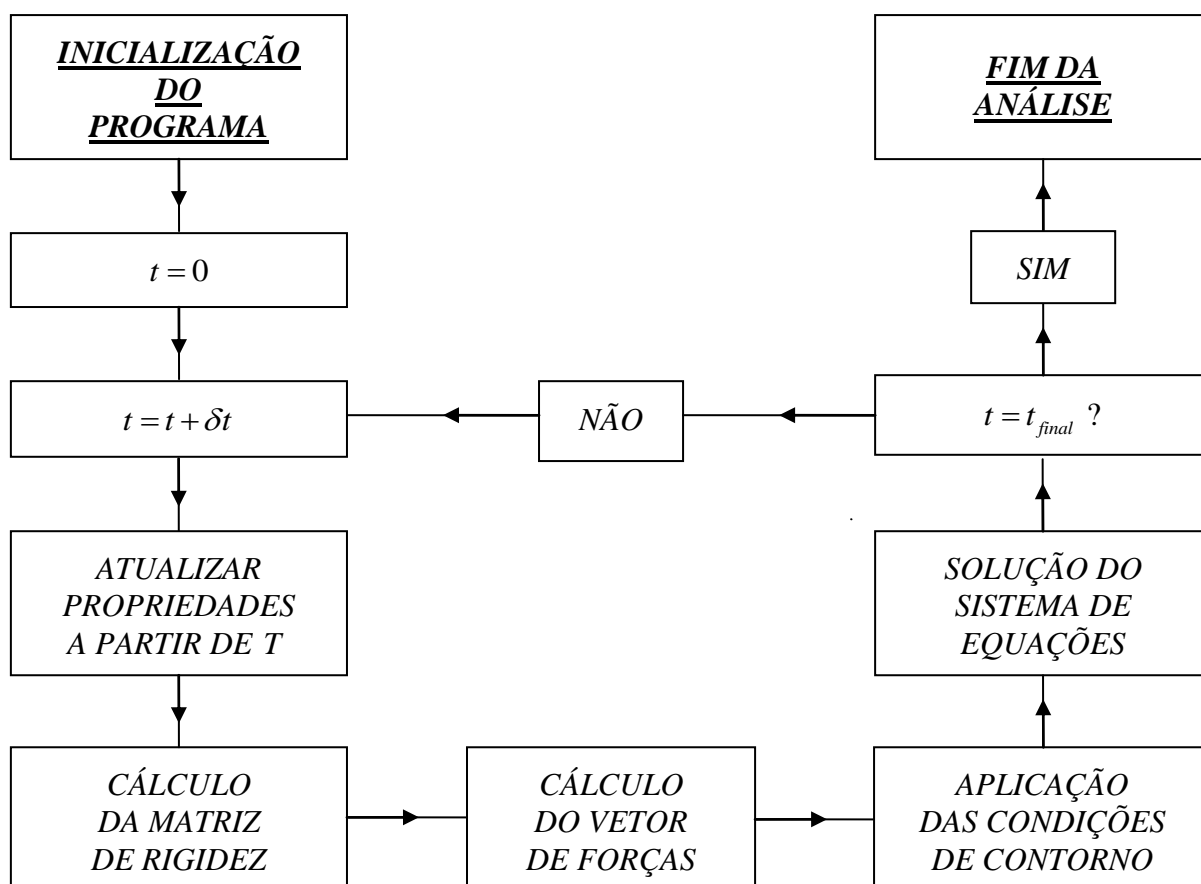 INICIALIZAÇÃO
DO
PROGRAMA
t = 0
t = t + δt
ATUALIZAR
PROPRIEDADES
A PARTIR DE T
CÁLCULO
DA MATRIZ
DE RIGIDEZ
CÁLCULO
DO VETOR
DE FORÇAS
APLICAÇÃO
DAS CONDIÇÕES
DE CONTORNO
SOLUÇÃO DO
SISTEMA DE
EQUAÇÕES
t = t_final ?
NÃO
SIM
FIM DA
ANÁLISE